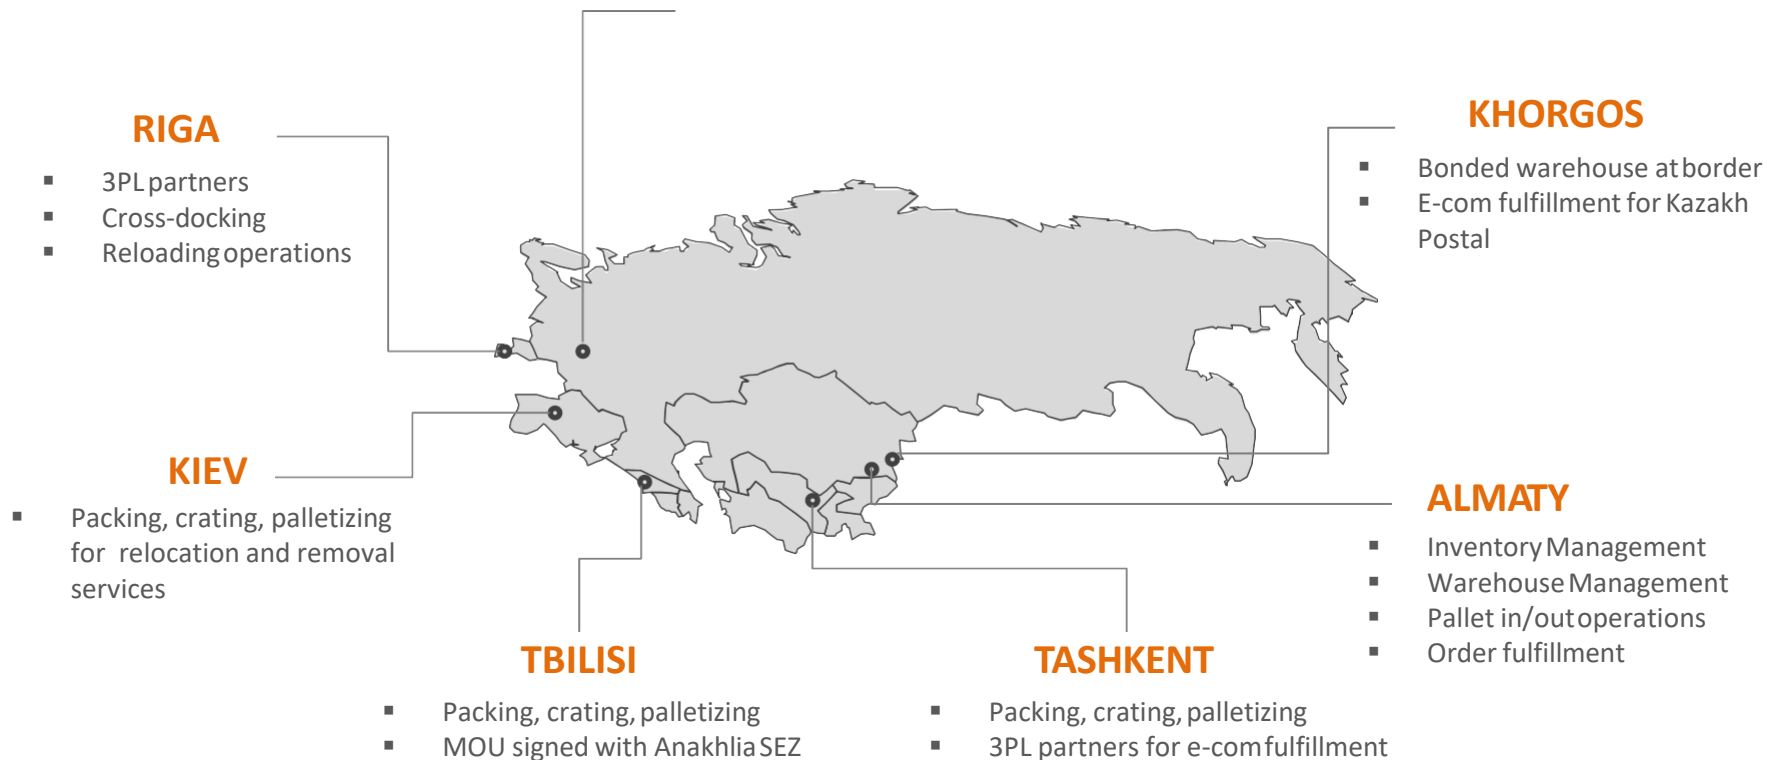 RIGA
▪ 3PL partners
▪ Cross-docking
▪ Reloading operations
KHORGOS
▪ Bonded warehouse at border
▪ E-com fulfillment for Kazakh
Postal
KIEV
▪ Packing, crating, palletizing
for relocation and removal
services
ALMATY
▪ Inventory Management
▪ Warehouse Management
▪ Pallet in/out operations
▪ Order fulfillment
TBILISI
▪ Packing, crating, palletizing
▪ MOU signed with Anakhlia SEZ
TASHKENT
▪ Packing, crating, palletizing
▪ 3PL partners for e-com fulfillment